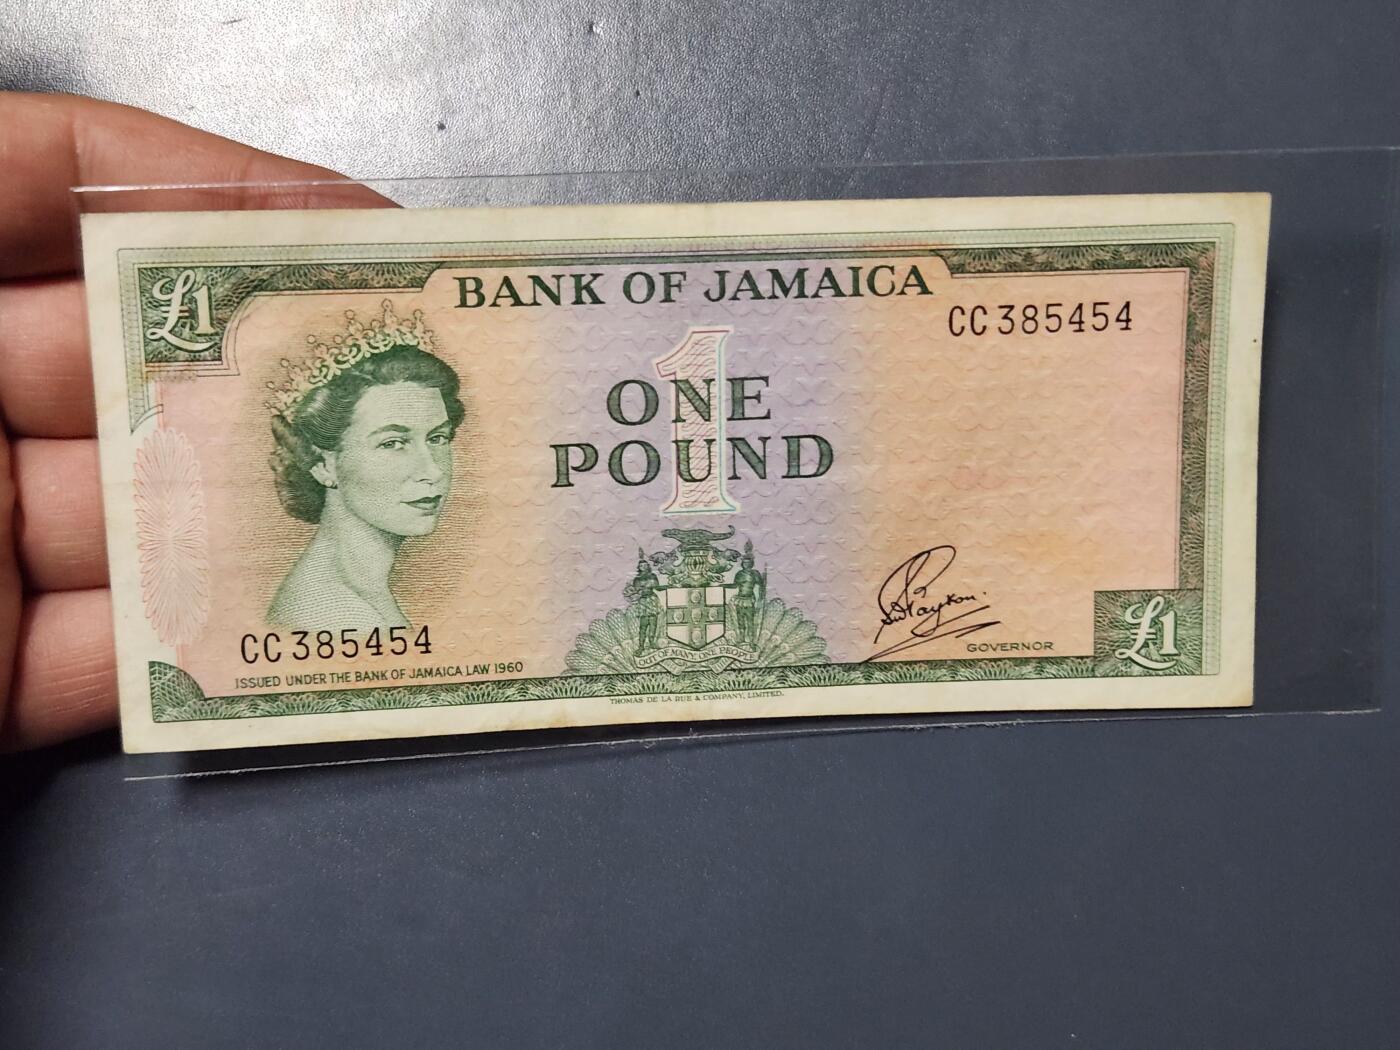 £1
BANK OF JAMAICA
CC 385454
1
ONE
POUND
CC 385454
ISSUED UNDER THE BANK OF JAMAICA LAW 1960
OUT OF MANY, ONE PEOPLE
GOVERNOR
£1
THOMAS DE LA RUE & COMPANY, LIMITED.